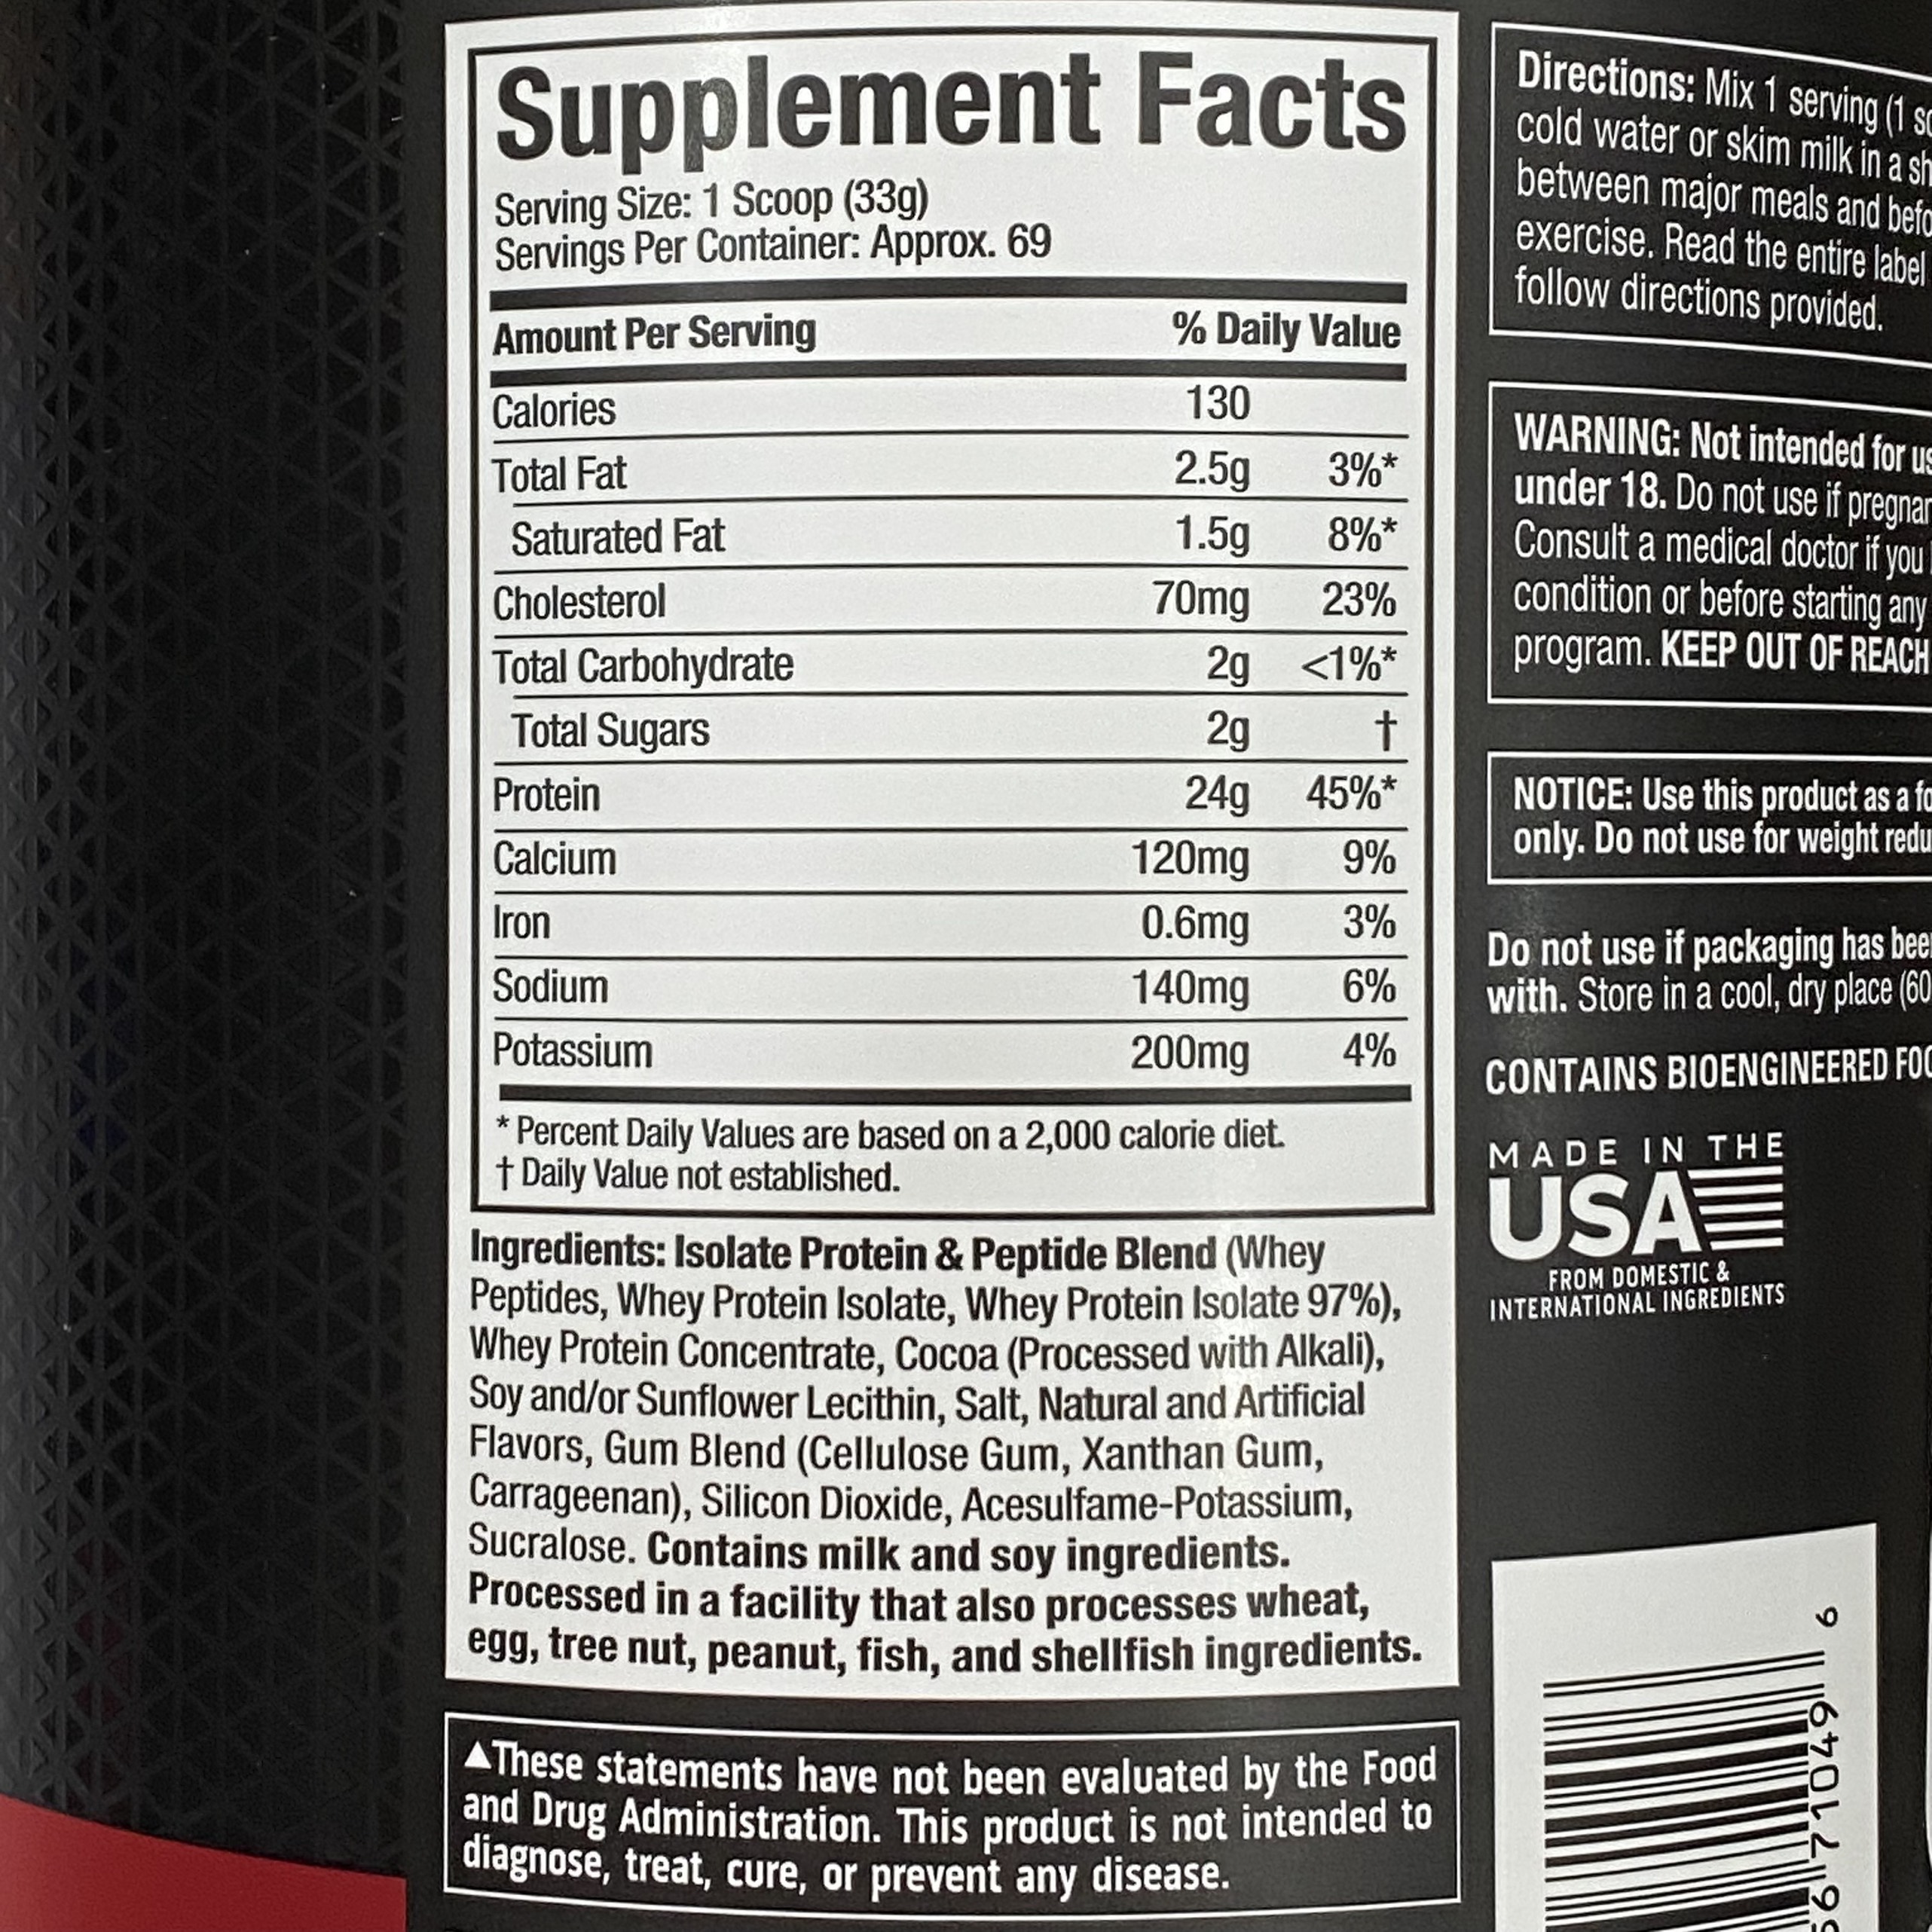 Supplement Facts
Serving Size: 1 Scoop (33g)
Servings Per Container: Approx. 69
Amount Per Serving % Daily Value
Calories 130
Total Fat 2.5g 3%*
Saturated Fat 1.5g 8%*
Cholesterol 70mg 23%
Total Carbohydrate 2g <1%*
Total Sugars 2g †
Protein 24g 45%*
Calcium 120mg 9%
Iron 0.6mg 3%
Sodium 140mg 6%
Potassium 200mg 4%
* Percent Daily Values are based on a 2,000 calorie diet.
† Daily Value not established.
Ingredients: Isolate Protein & Peptide Blend (Whey
Peptides, Whey Protein Isolate, Whey Protein Isolate 97%),
Whey Protein Concentrate, Cocoa (Processed with Alkali),
Soy and/or Sunflower Lecithin, Salt, Natural and Artificial
Flavors, Gum Blend (Cellulose Gum, Xanthan Gum,
Carrageenan), Silicon Dioxide, Acesulfame-Potassium,
Sucralose. Contains milk and soy ingredients.
Processed in a facility that also processes wheat,
egg, tree nut, peanut, fish, and shellfish ingredients.
▲These statements have not been evaluated by the Food
and Drug Administration. This product is not intended to
diagnose, treat, cure, or prevent any disease.
Directions: Mix 1 serving (1
cold water or skim milk in a
between major meals and
exercise. Read the entire label
follow directions provided.
WARNING: Not intended for
under 18. Do not use if
Consult a medical doctor if you
condition or before starting any
program. KEEP OUT OF REACH
NOTICE: Use this product as a
only. Do not use for weight
Do not use if packaging has
with. Store in a cool, dry place (60
CONTAINS BIOENGINEERED
MADE IN THE
USA
FROM DOMESTIC &
INTERNATIONAL INGREDIENTS
71049 6